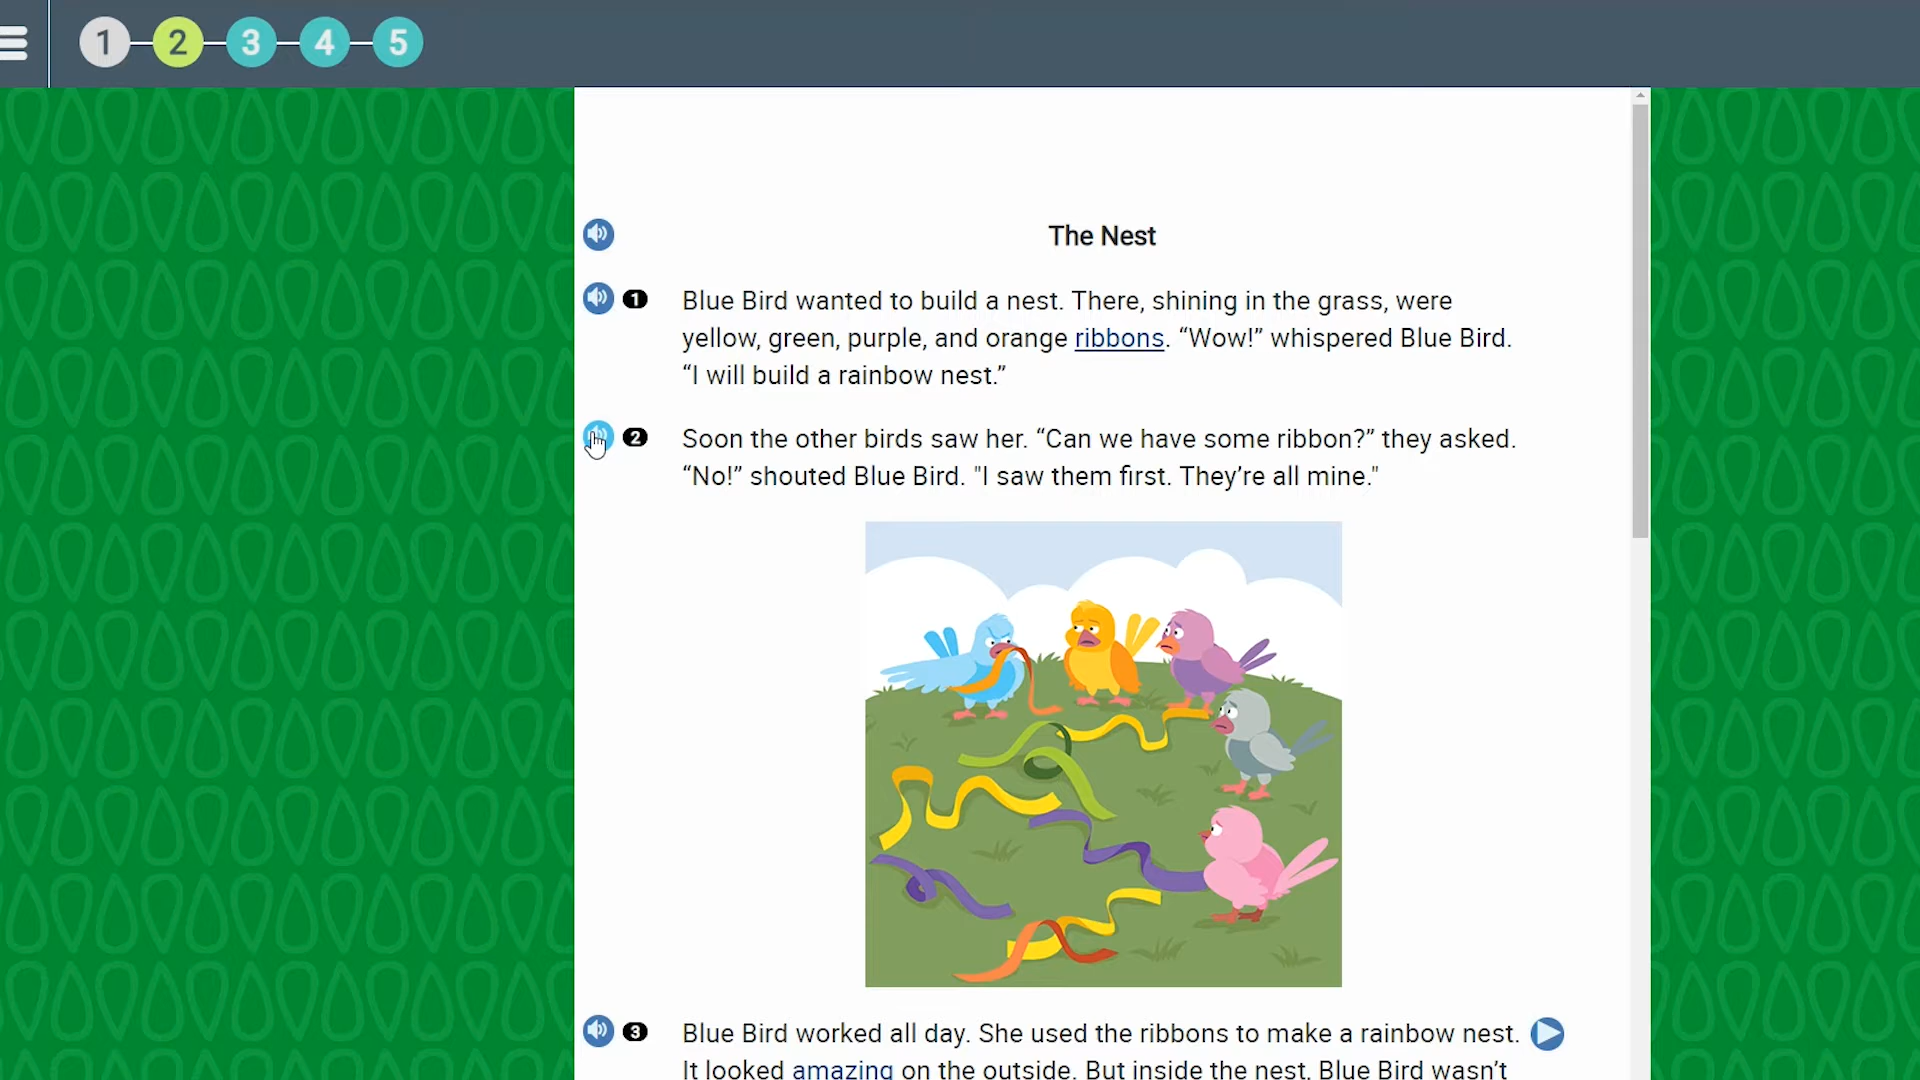 1 2 3 4 5
The Nest
1 Blue Bird wanted to build a nest. There, shining in the grass, were
yellow, green, purple, and orange ribbons. “Wow!” whispered Blue Bird.
“I will build a rainbow nest.”
2 Soon the other birds saw her. “Can we have some ribbon?” they asked.
“No!” shouted Blue Bird. "I saw them first. They’re all mine."
3 Blue Bird worked all day. She used the ribbons to make a rainbow nest.
It looked amazing on the outside. But inside the nest, Blue Bird wasn’t